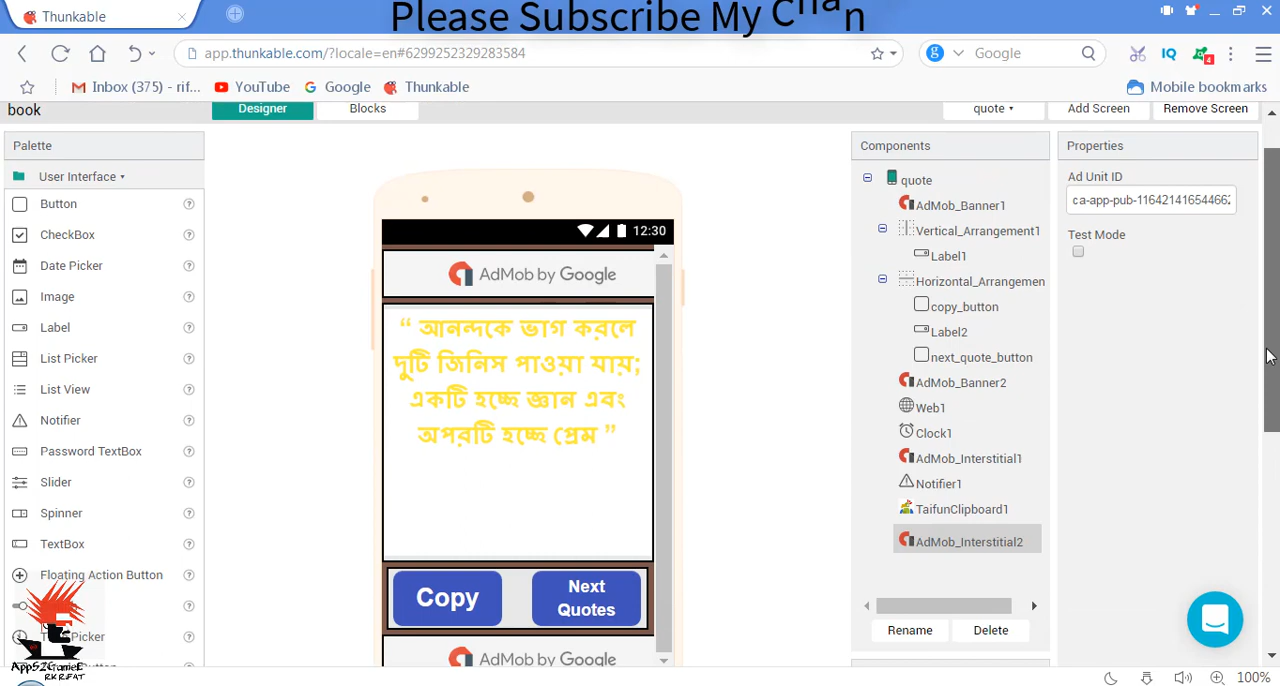 Please Subscribe My Chan
Thunkable
app.thunkable.com/?locale=en#6299252329283584
Google
IQ
4
Inbox (375) - rif...
YouTube
Google
Thunkable
Mobile bookmarks
book
Designer
Blocks
quote
Add Screen
Remove Screen
Palette
User Interface
Button
CheckBox
Date Picker
Image
Label
List Picker
List View
Notifier
Password TextBox
Slider
Spinner
TextBox
Floating Action Button
Picker
12:30
AdMob by Google
“ আনন্দকে ভাগ করলে
দুটি জিনিস পাওয়া যায়;
একটি হচ্ছে জ্ঞান এবং
অপরটি হচ্ছে প্রেম ”
Copy
Next
Quotes
AdMob by Google
Components
quote
AdMob_Banner1
Vertical_Arrangement1
Label1
Horizontal_Arrangemen
copy_button
Label2
next_quote_button
AdMob_Banner2
Web1
Clock1
AdMob_Interstitial1
Notifier1
TaifunClipboard1
AdMob_Interstitial2
Rename
Delete
Properties
Ad Unit ID
ca-app-pub-116421416544662
Test Mode
100%